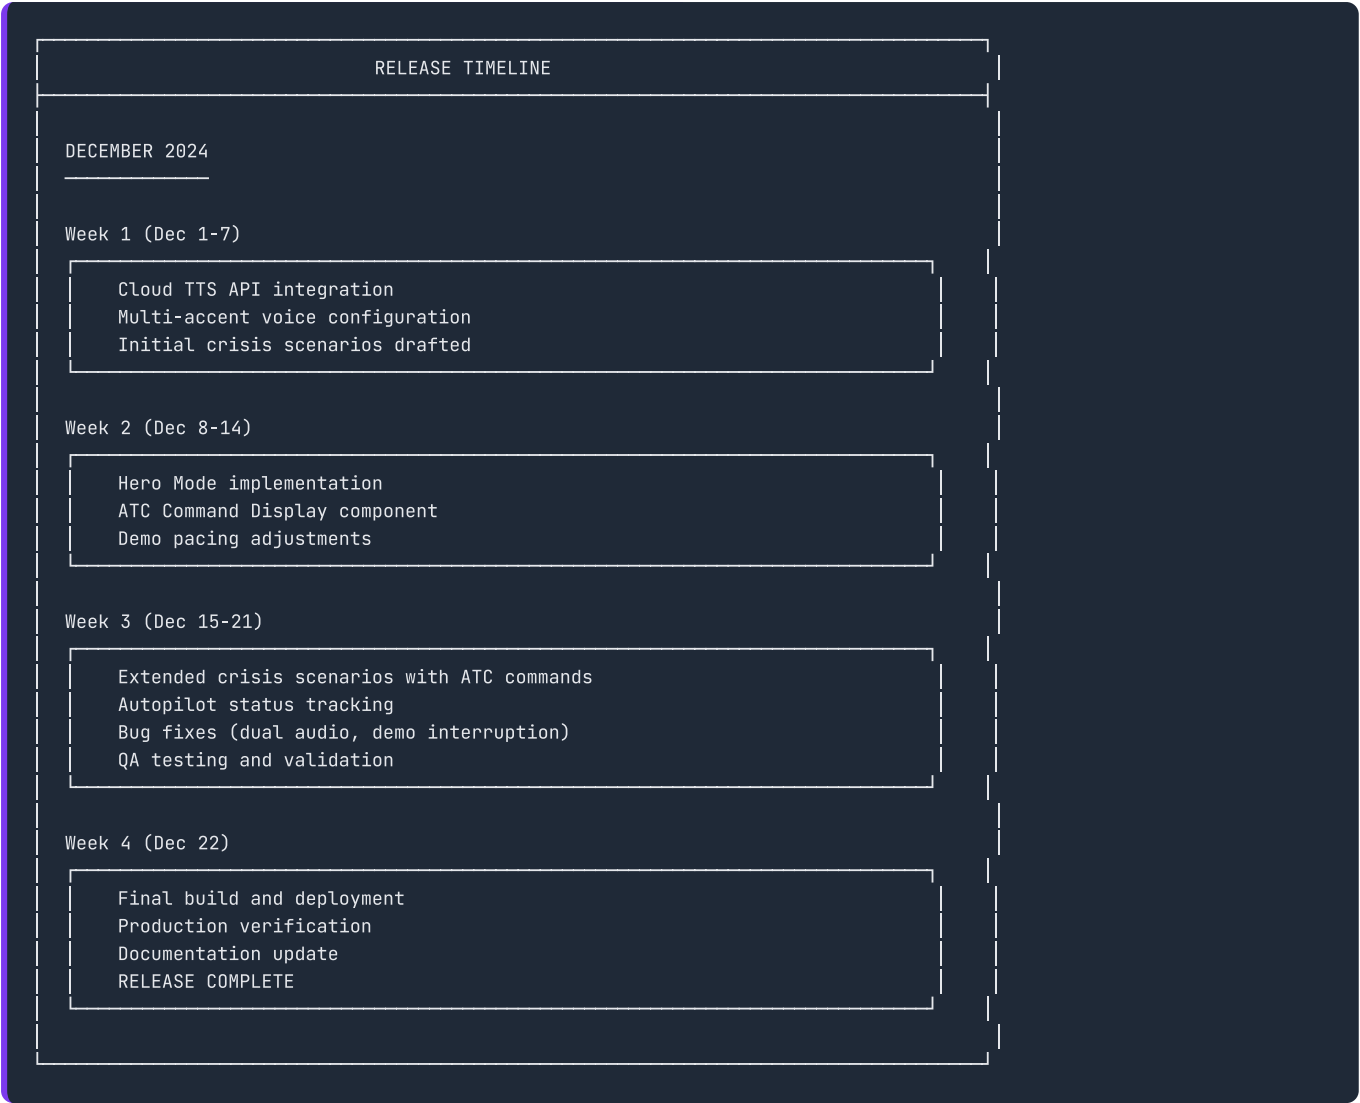 RELEASE TIMELINE
DECEMBER 2024
Week 1 (Dec 1-7)
Cloud TTS API integration
Multi-accent voice configuration
Initial crisis scenarios drafted
Week 2 (Dec 8-14)
Hero Mode implementation
ATC Command Display component
Demo pacing adjustments
Week 3 (Dec 15-21)
Extended crisis scenarios with ATC commands
Autopilot status tracking
Bug fixes (dual audio, demo interruption)
QA testing and validation
Week 4 (Dec 22)
Final build and deployment
Production verification
Documentation update
RELEASE COMPLETE